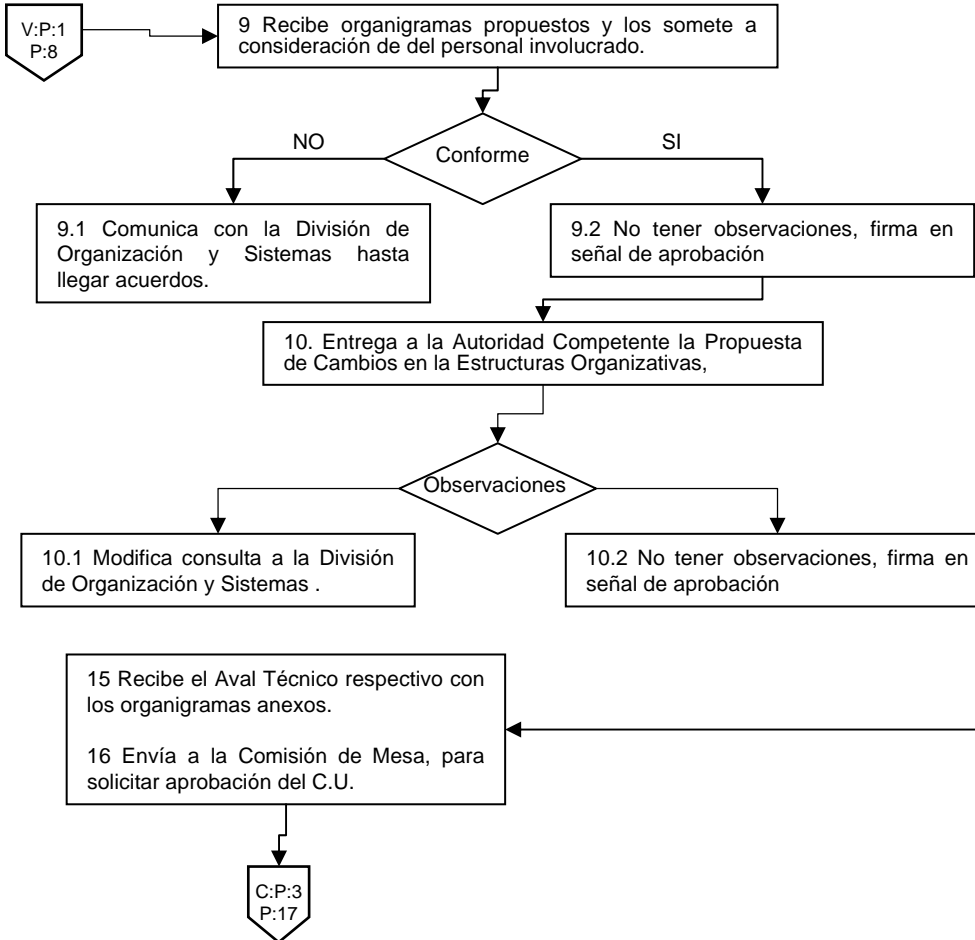 V:P:1
P:8
9 Recibe organigramas propuestos y los somete a
consideración de del personal involucrado.
NO
Conforme
SI
9.1 Comunica con la División de
Organización y Sistemas hasta
llegar acuerdos.
9.2 No tener observaciones, firma en
señal de aprobación
10. Entrega a la Autoridad Competente la Propuesta
de Cambios en la Estructuras Organizativas,
Observaciones
10.1 Modifica consulta a la División
de Organización y Sistemas .
10.2 No tener observaciones, firma en
señal de aprobación
15 Recibe el Aval Técnico respectivo con
los organigramas anexos.
16 Envía a la Comisión de Mesa, para
solicitar aprobación del C.U.
C:P:3
P:17